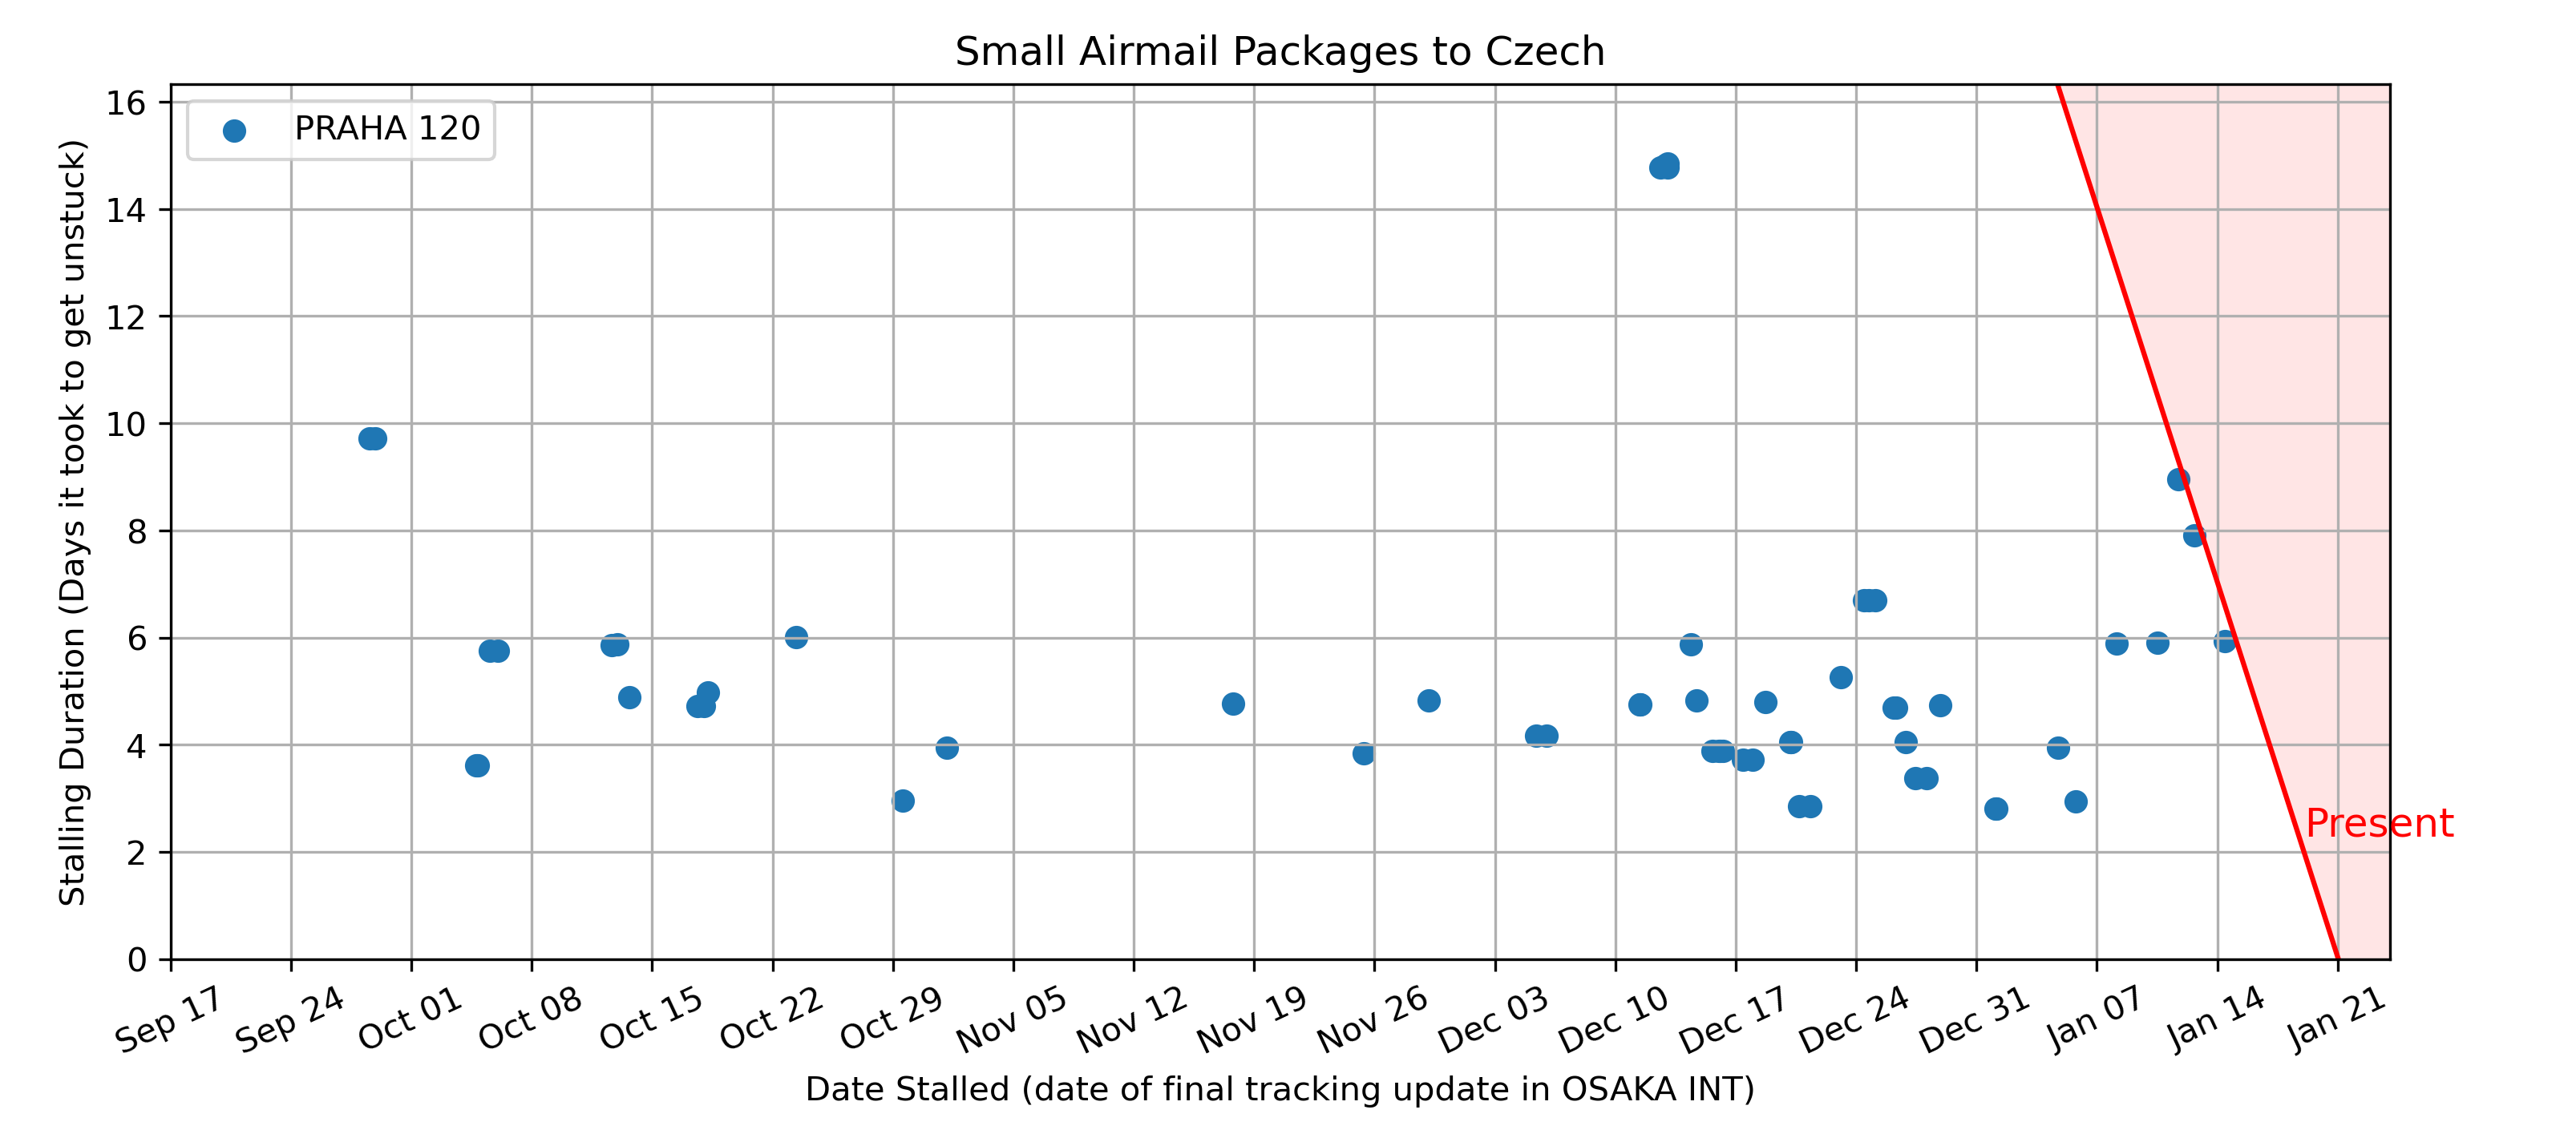 Small Airmail Packages to Czech
PRAHA 120
Stalling Duration (Days it took to get unstuck)
16
14
12
10
8
6
4
2
0
Present
Sep 17
Sep 24
Oct 01
Oct 08
Oct 15
Oct 22
Oct 29
Nov 05
Nov 12
Nov 19
Nov 26
Dec 03
Dec 10
Dec 17
Dec 24
Dec 31
Jan 07
Jan 14
Jan 21
Date Stalled (date of final tracking update in OSAKA INT)